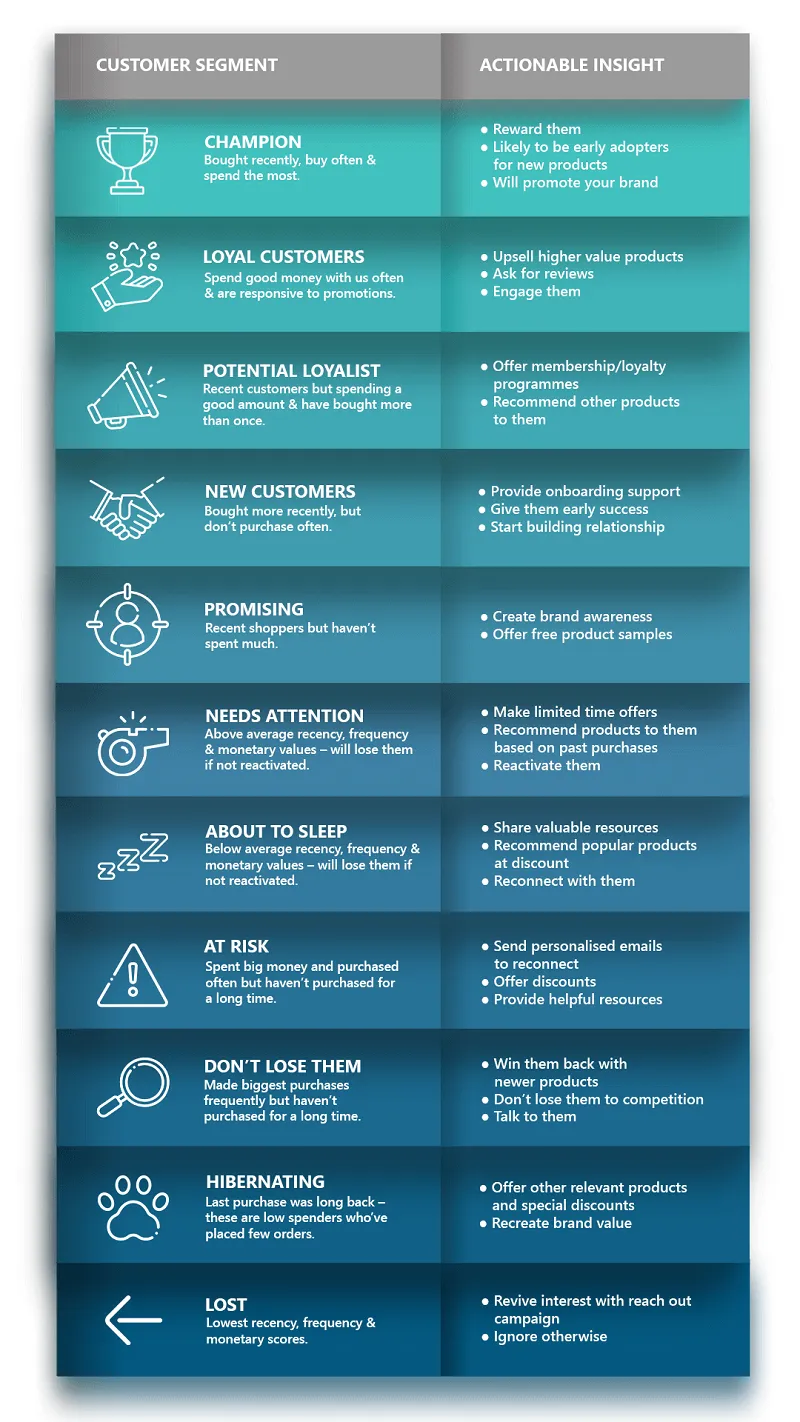 CUSTOMER SEGMENT
ACTIONABLE INSIGHT
CHAMPION
Bought recently, buy often &
spend the most.
● Reward them
● Likely to be early adopters
for new products
● Will promote your brand
LOYAL CUSTOMERS
Spend good money with us often
& are responsive to promotions.
● Upsell higher value products
● Ask for reviews
● Engage them
POTENTIAL LOYALIST
Recent customers but spending a
good amount & have bought more
than once.
● Offer membership/loyalty
programmes
● Recommend other products
to them
NEW CUSTOMERS
Bought more recently, but
don't purchase often.
● Provide onboarding support
● Give them early success
● Start building relationship
PROMISING
Recent shoppers but haven't
spent much.
● Create brand awareness
● Offer free product samples
NEEDS ATTENTION
Above average recency, frequency
& monetary values – will lose them
if not reactivated.
● Make limited time offers
● Recommend products to them
based on past purchases
● Reactivate them
ABOUT TO SLEEP
Below average recency, frequency &
monetary values – will lose them if
not reactivated.
● Share valuable resources
● Recommend popular products
at discount
● Reconnect with them
AT RISK
Spent big money and purchased
often but haven't purchased for
a long time.
● Send personalised emails
to reconnect
● Offer discounts
● Provide helpful resources
DON'T LOSE THEM
Made biggest purchases
frequently but haven't
purchased for a long time.
● Win them back with
newer products
● Don't lose them to competition
● Talk to them
HIBERNATING
Last purchase was long back –
these are low spenders who've
placed few orders.
● Offer other relevant products
and special discounts
● Recreate brand value
LOST
Lowest recency, frequency &
monetary scores.
● Revive interest with reach out
campaign
● Ignore otherwise